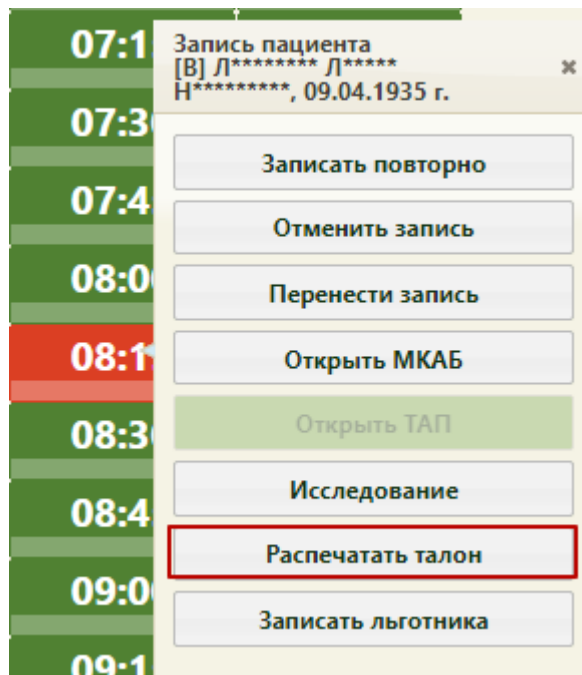 07:1
Запись пациента
[В] Л******** Л*****
Н*********, 09.04.1935 г.
07:3
Записать повторно
07:4
Отменить запись
08:0
Перенести запись
08:1
Открыть МКАБ
Открыть ТАП
08:3
Исследование
08:4
Распечатать талон
09:0
Записать льготника
09:1